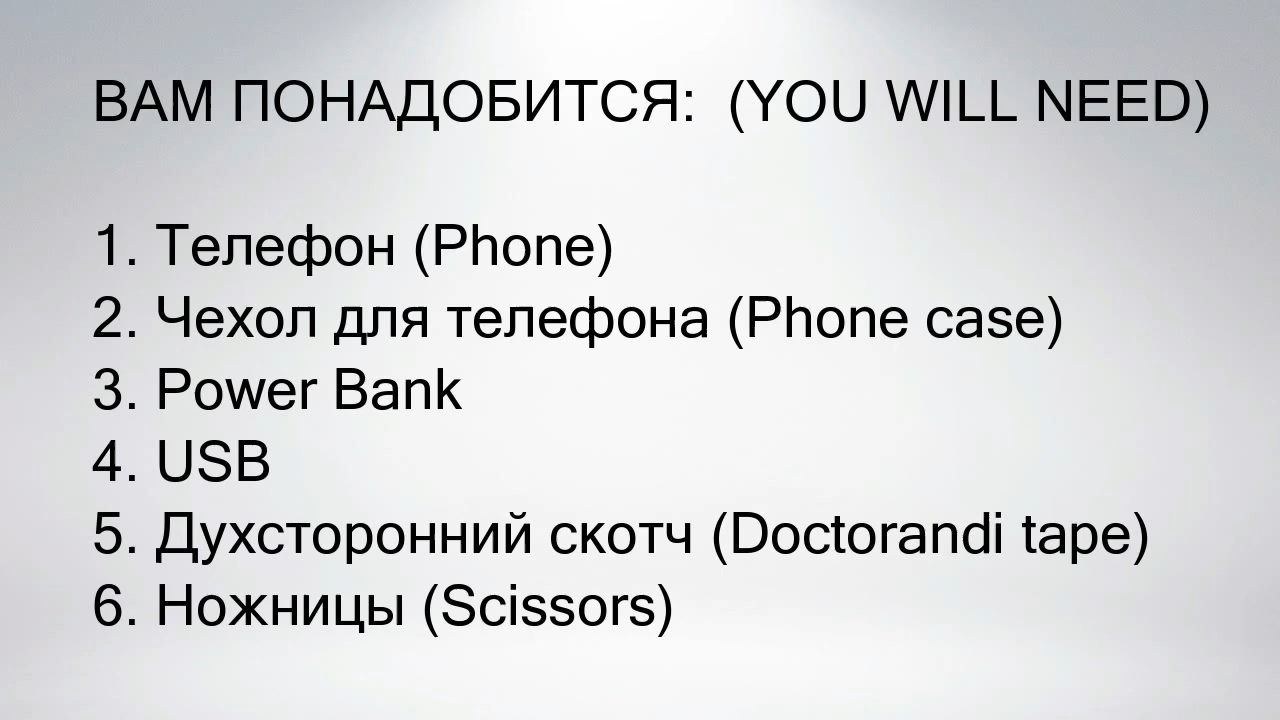 ВАМ ПОНАДОБИТСЯ: (YOU WILL NEED)
1. Телефон (Phone)
2. Чехол для телефона (Phone case)
3. Power Bank
4. USB
5. Духсторонний скотч (Doctorandi tape)
6. Ножницы (Scissors)